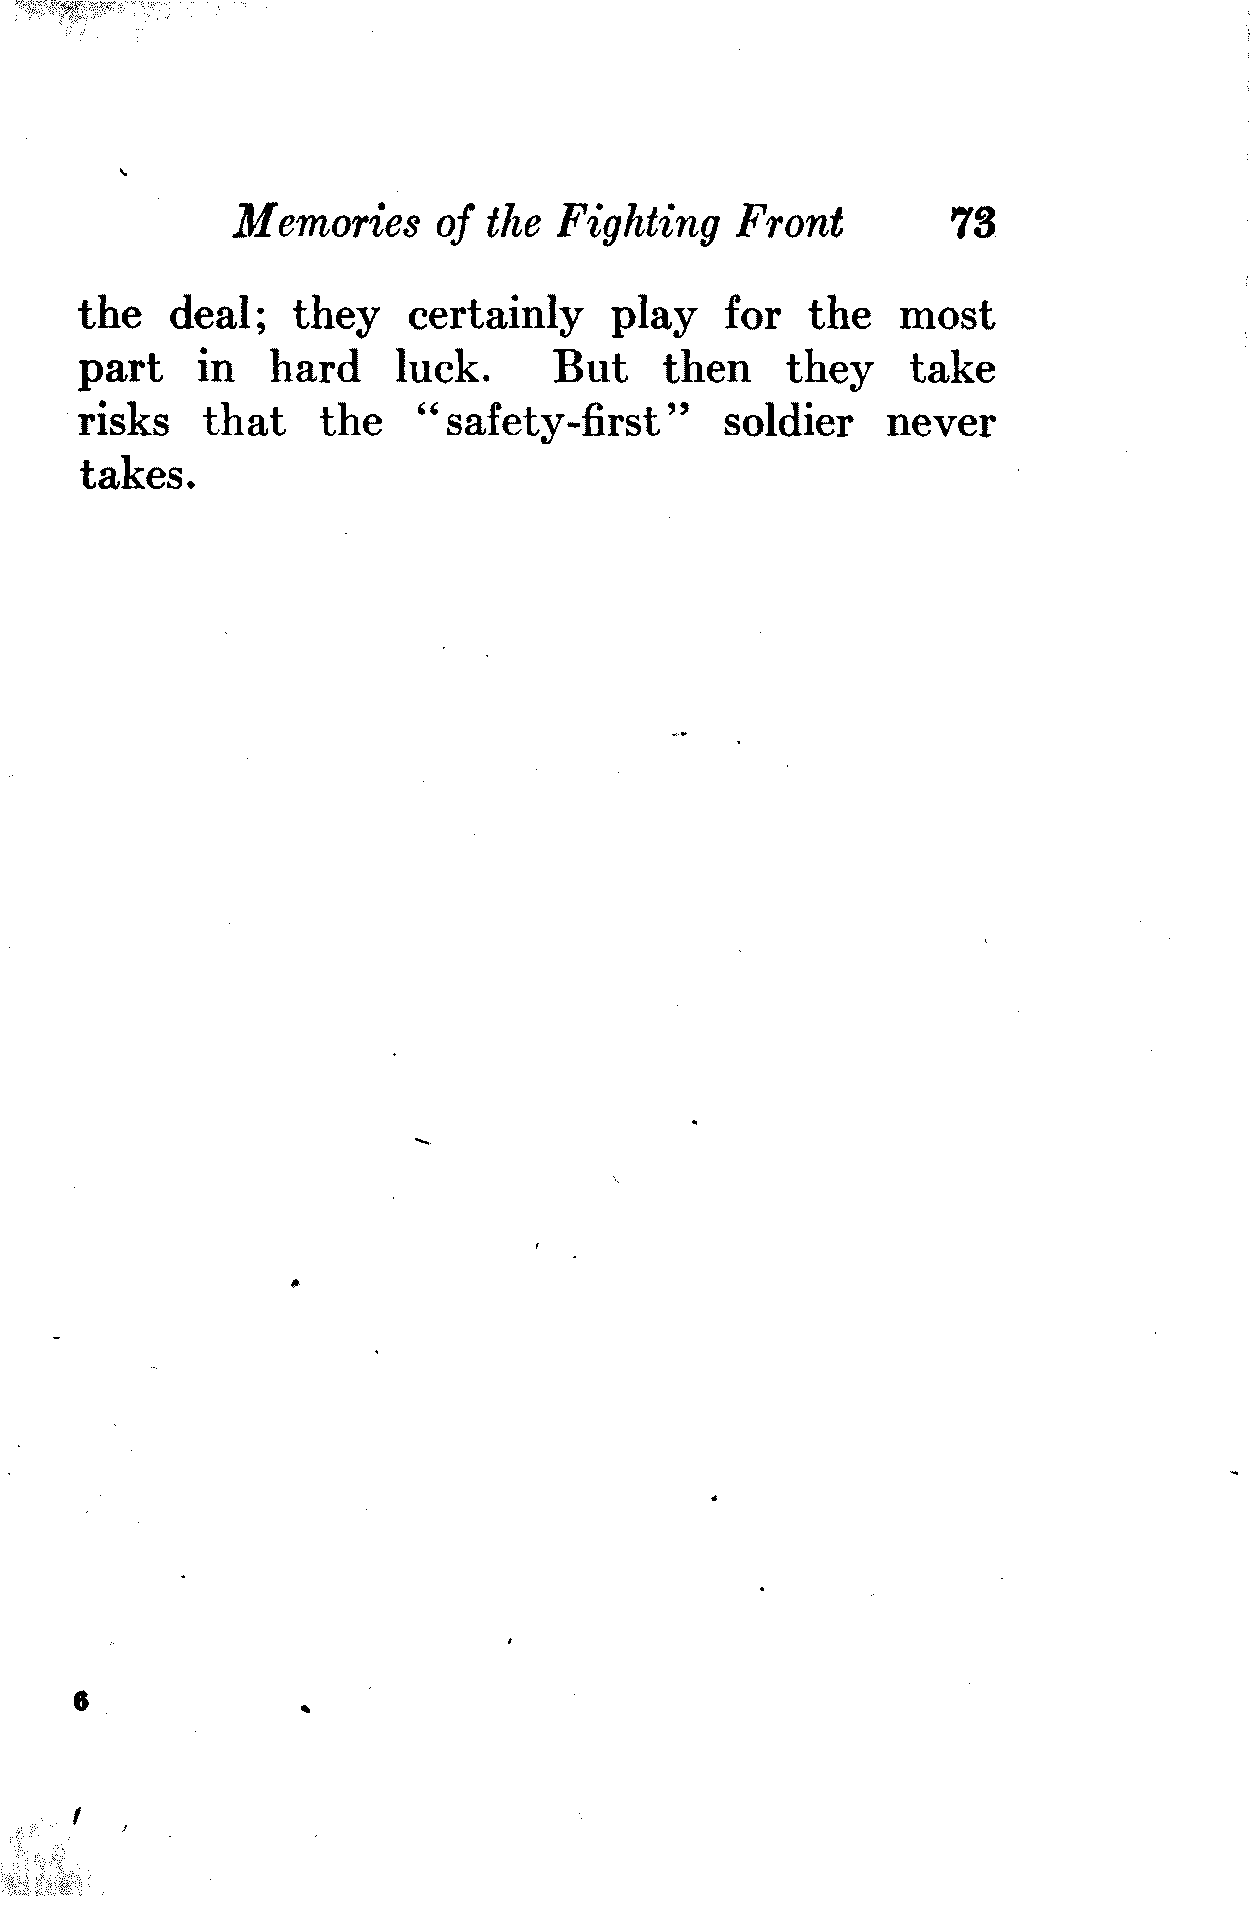 Memories of the Fighting Front 73
the deal; they certainly play for the most
part in hard luck. But then they take
risks that the “safety-first” soldier never
takes.
6